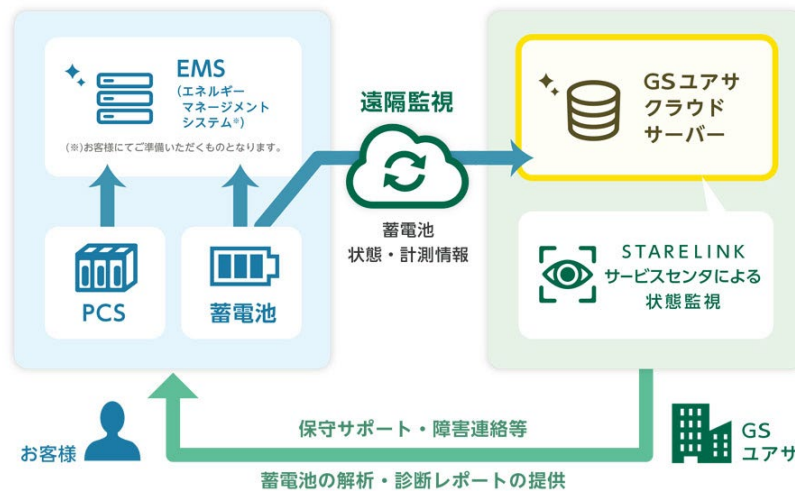 EMS
(エネルギー
マネージメント
システム※)
(※)お客様にてご準備いただくものとなります。
PCS
蓄電池
遠隔監視
蓄電池
状態・計測情報
GSユアサ
クラウド
サーバー
STARELINK
サービスセンタによる
状態監視
お客様
保守サポート・障害連絡等
蓄電池の解析・診断レポートの提供
GS
ユアサ